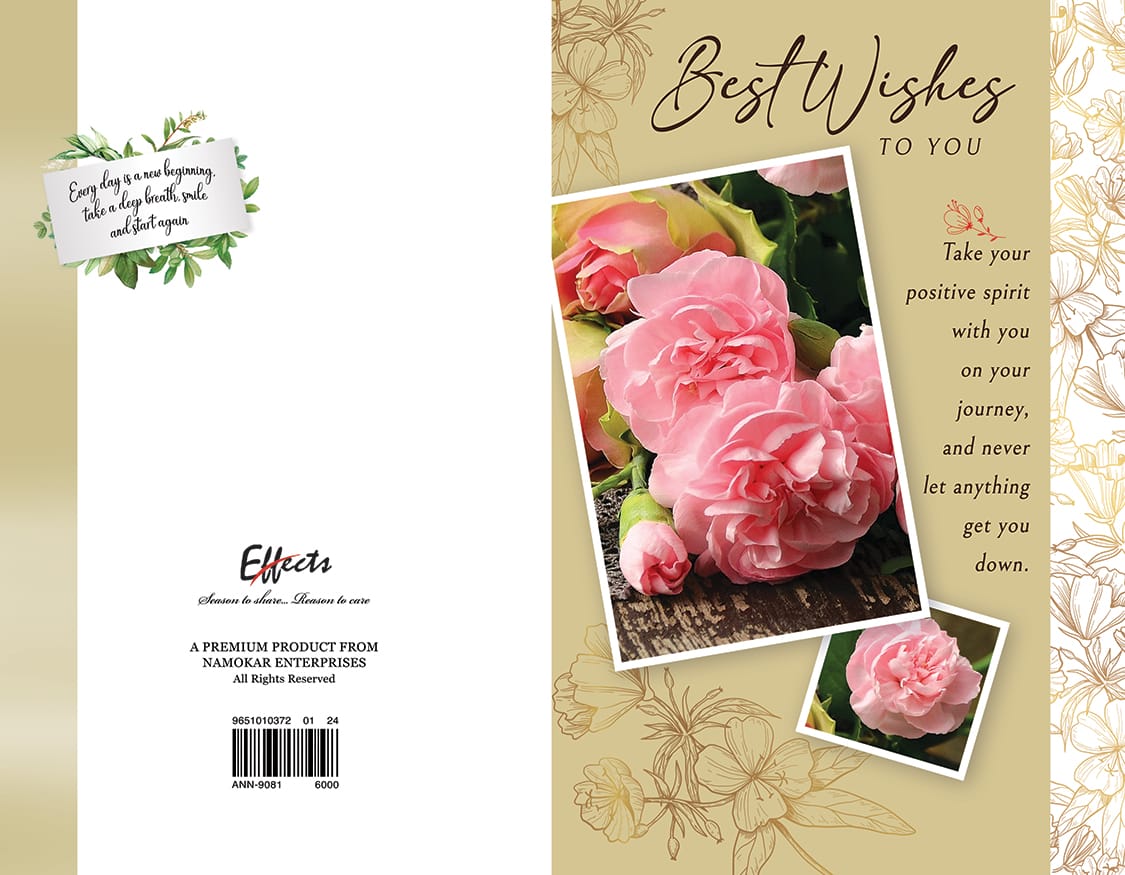 Every day is a new beginning,
take a deep breath, smile
and start again
Effects
Season to share... Reason to care
A PREMIUM PRODUCT FROM
NAMOKAR ENTERPRISES
All Rights Reserved
9651010372 01 24
ANN-9081 6000
Best Wishes
TO YOU
Take your
positive spirit
with you
on your
journey,
and never
let anything
get you
down.